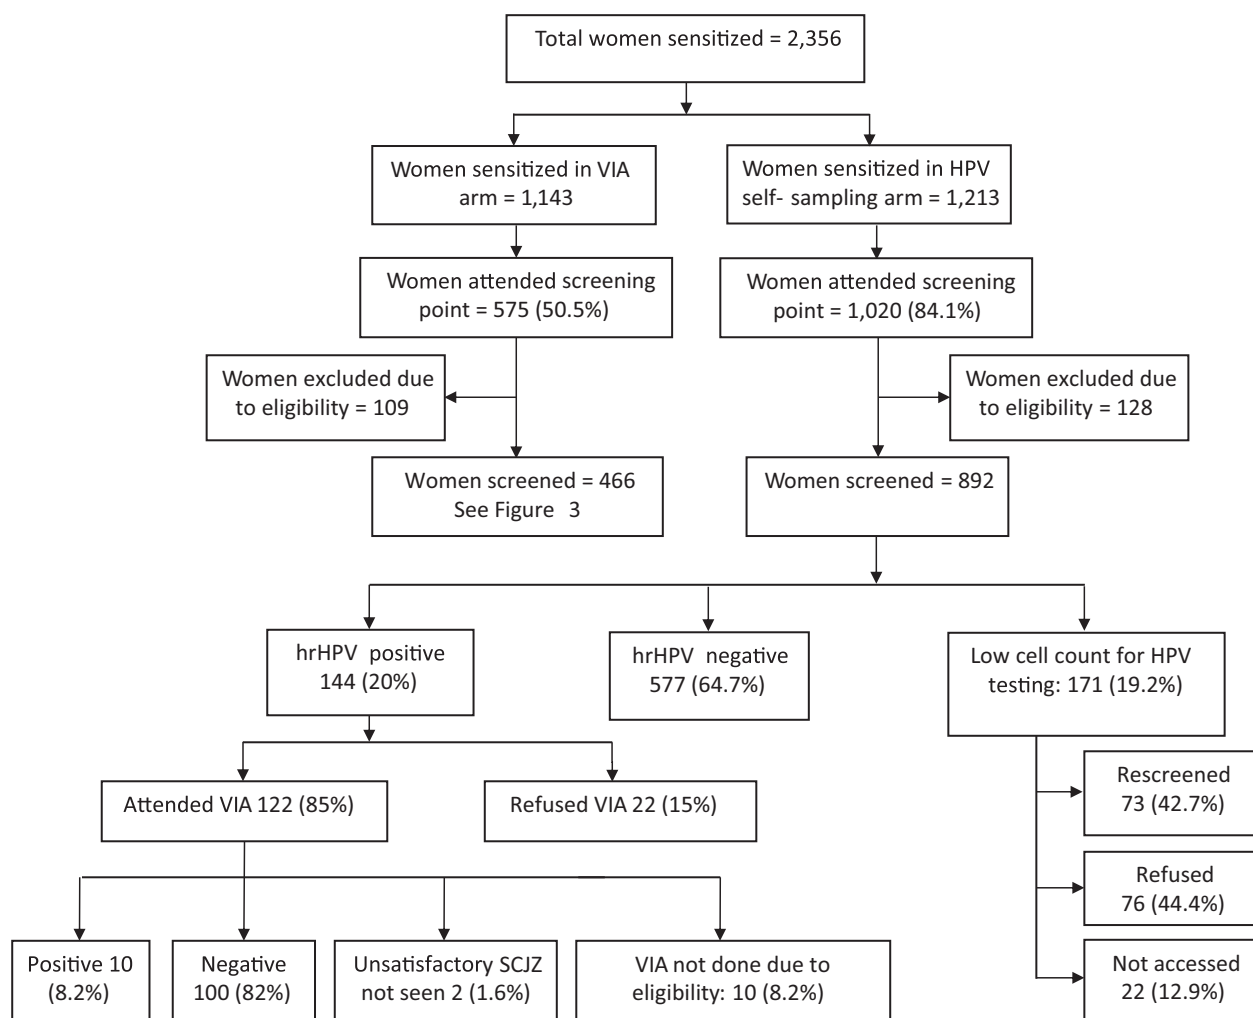 Total women sensitized = 2,356
Women sensitized in VIA
arm = 1,143
Women sensitized in HPV
self- sampling arm = 1,213
Women attended screening
point = 575 (50.5%)
Women attended screening
point = 1,020 (84.1%)
Women excluded due
to eligibility = 109
Women excluded due
to eligibility = 128
Women screened = 466
See Figure 3
Women screened = 892
hrHPV positive
144 (20%)
hrHPV negative
577 (64.7%)
Low cell count for HPV
testing: 171 (19.2%)
Attended VIA 122 (85%)
Refused VIA 22 (15%)
Rescreened
73 (42.7%)
Refused
76 (44.4%)
Not accessed
22 (12.9%)
Positive 10
(8.2%)
Negative
100 (82%)
Unsatisfactory SCJZ
not seen 2 (1.6%)
VIA not done due to
eligibility: 10 (8.2%)